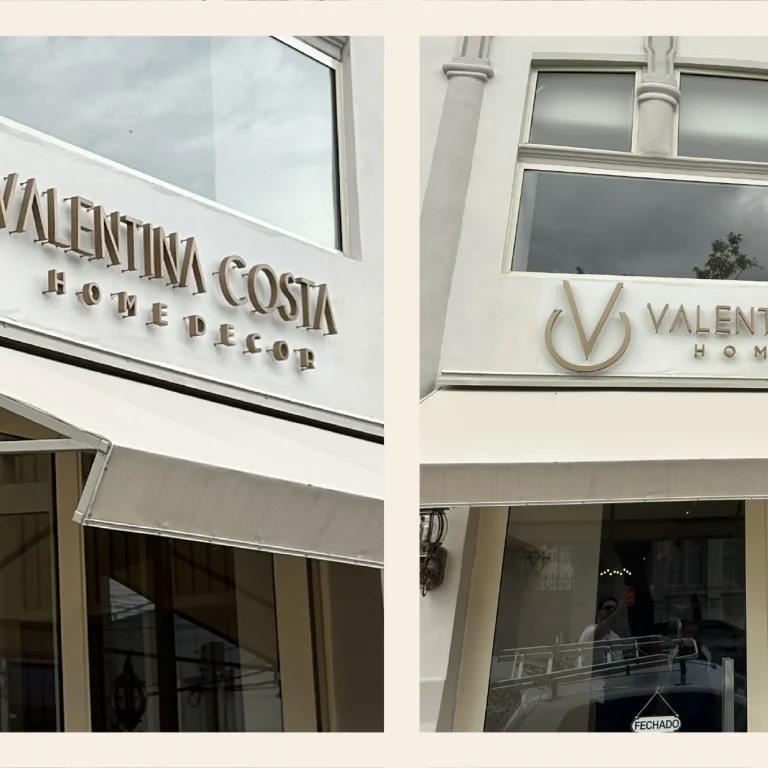 VALENTINA COSTA
HOME DECOR
V
VALENT
HOM
FECHADO